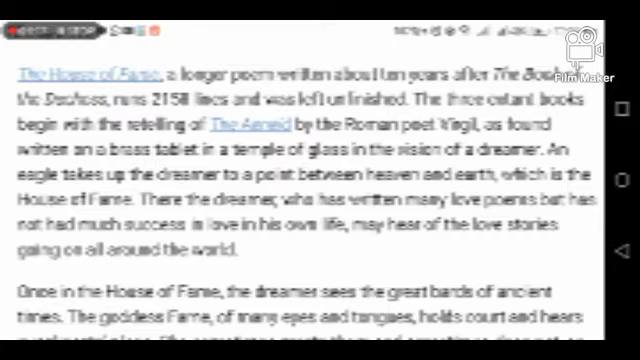 Film Maker
The House of Fame, a longer poem written about ten years after The Book of
the Duchess, runs 2158 lines and was left unfinished. The three extant books
begin with the retelling of The Aeneid by the Roman poet Virgil, as found
written on a brass tablet in a temple of glass in the vision of a dreamer. An
eagle takes up the dreamer to a point between heaven and earth, which is the
House of Fame. There the dreamer, who has written many love poems but has
not had much success in love in his own life, may hear of the love stories
going on all around the world.
Once in the House of Fame, the dreamer sees the great bards of ancient
times. The goddess Fame, of many eyes and tongues, holds court and hears